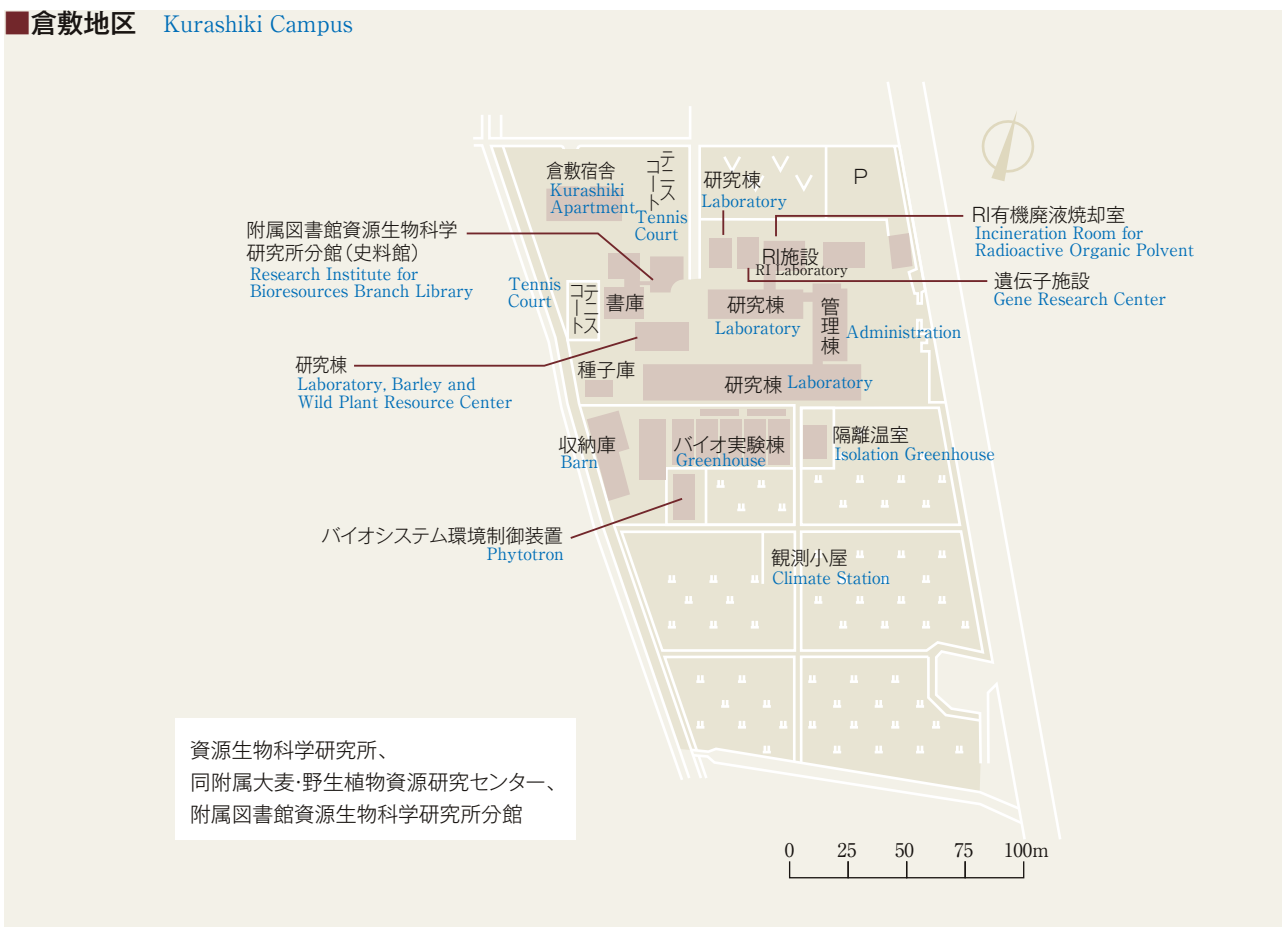 ■倉敷地区 Kurashiki Campus
倉敷宿舎
Kurashiki
Apartment
テニス
コート
Tennis
Court
研究棟
Laboratory
P
附属図書館資源生物科学
研究所分館(史料館)
Research Institute for
Bioresources Branch Library
RI有機廃液焼却室
Incineration Room for
Radioactive Organic Polvent
RI施設
RI Laboratory
遺伝子施設
Gene Research Center
Tennis
Court
テニス
コート
書庫
研究棟
Laboratory
管理棟
Administration
研究棟
Laboratory, Barley and
Wild Plant Resource Center
種子庫
研究棟 Laboratory
収納庫
Barn
バイオ実験棟
Greenhouse
隔離温室
Isolation Greenhouse
バイオシステム環境制御装置
Phytotron
観測小屋
Climate Station
資源生物科学研究所、
同附属大麦・野生植物資源研究センター、
附属図書館資源生物科学研究所分館
0 25 50 75 100m